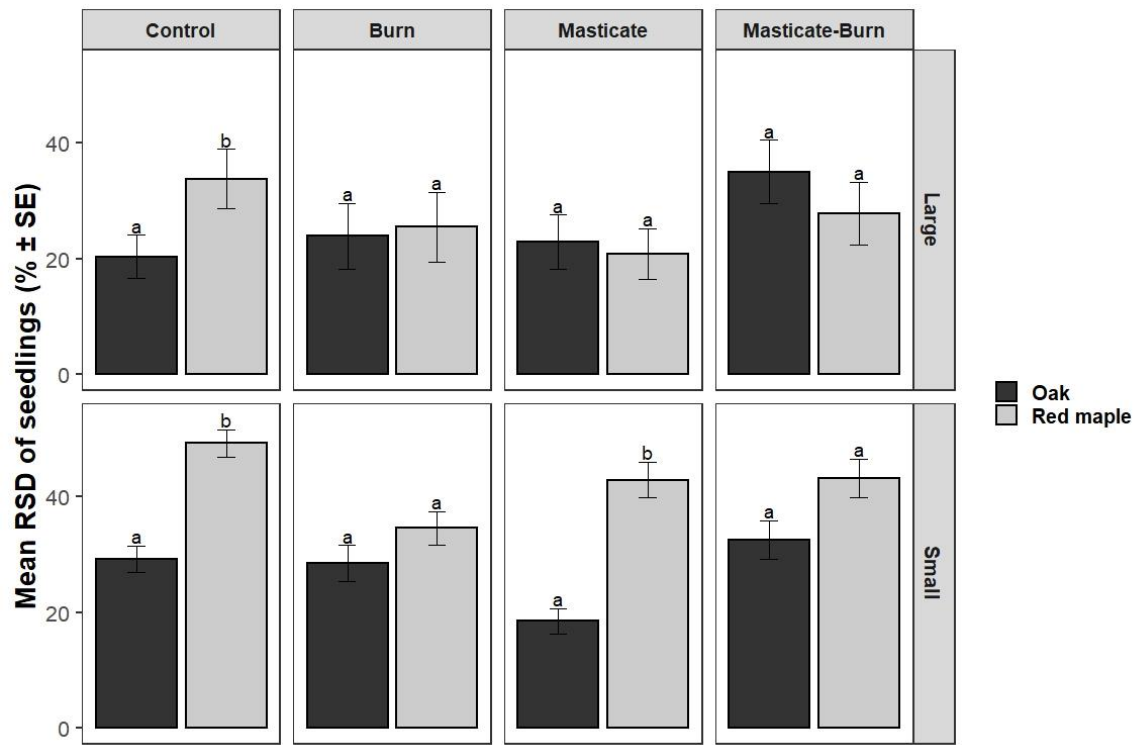 Control Burn Masticate Masticate-Burn
Mean RSD of seedlings (% ± SE)
40
20
0
a b a a a a a a
Large
40
20
0
a b a a a b a a
Small
Oak
Red maple